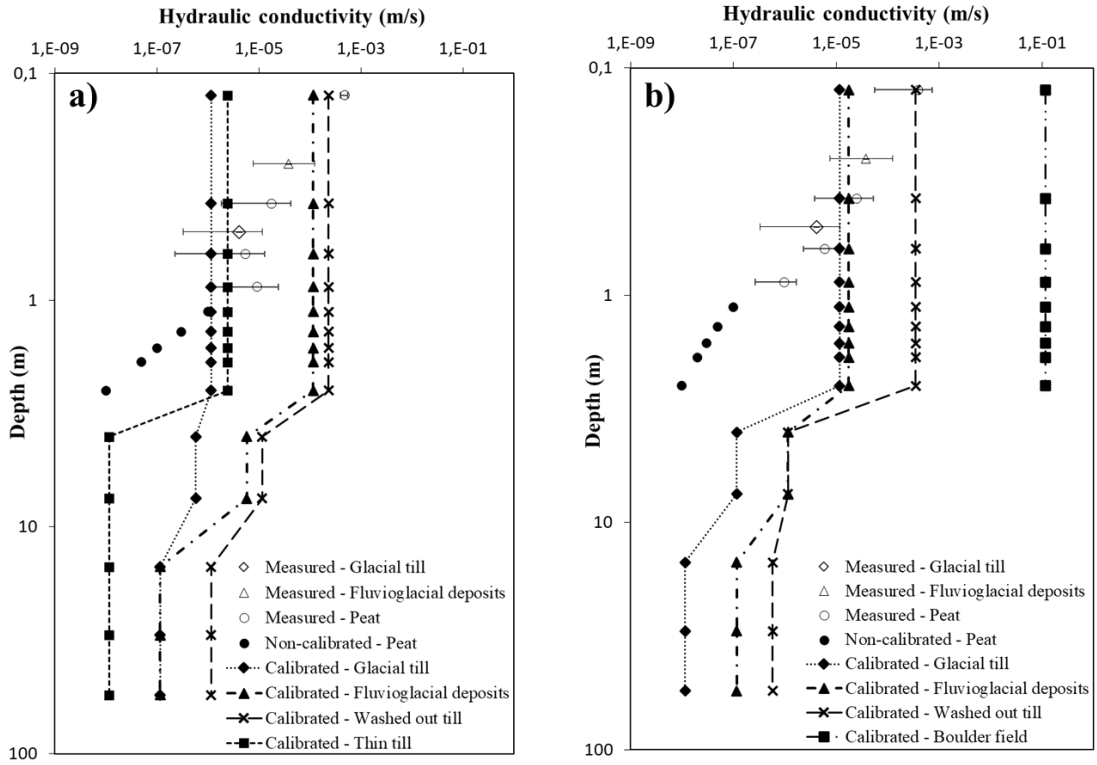 Hydraulic conductivity (m/s)
1,E-09 1,E-07 1,E-05 1,E-03 1,E-01
0,1
1
10
100
Depth (m)
a)
Measured - Glacial till
Measured - Fluvioglacial deposits
Measured - Peat
Non-calibrated - Peat
Calibrated - Glacial till
Calibrated - Fluvioglacial deposits
Calibrated - Washed out till
Calibrated - Thin till
Hydraulic conductivity (m/s)
1,E-09 1,E-07 1,E-05 1,E-03 1,E-01
0,1
1
10
100
Depth (m)
b)
Measured - Glacial till
Measured - Fluvioglacial deposits
Measured - Peat
Non-calibrated - Peat
Calibrated - Glacial till
Calibrated - Fluvioglacial deposits
Calibrated - Washed out till
Calibrated - Boulder field